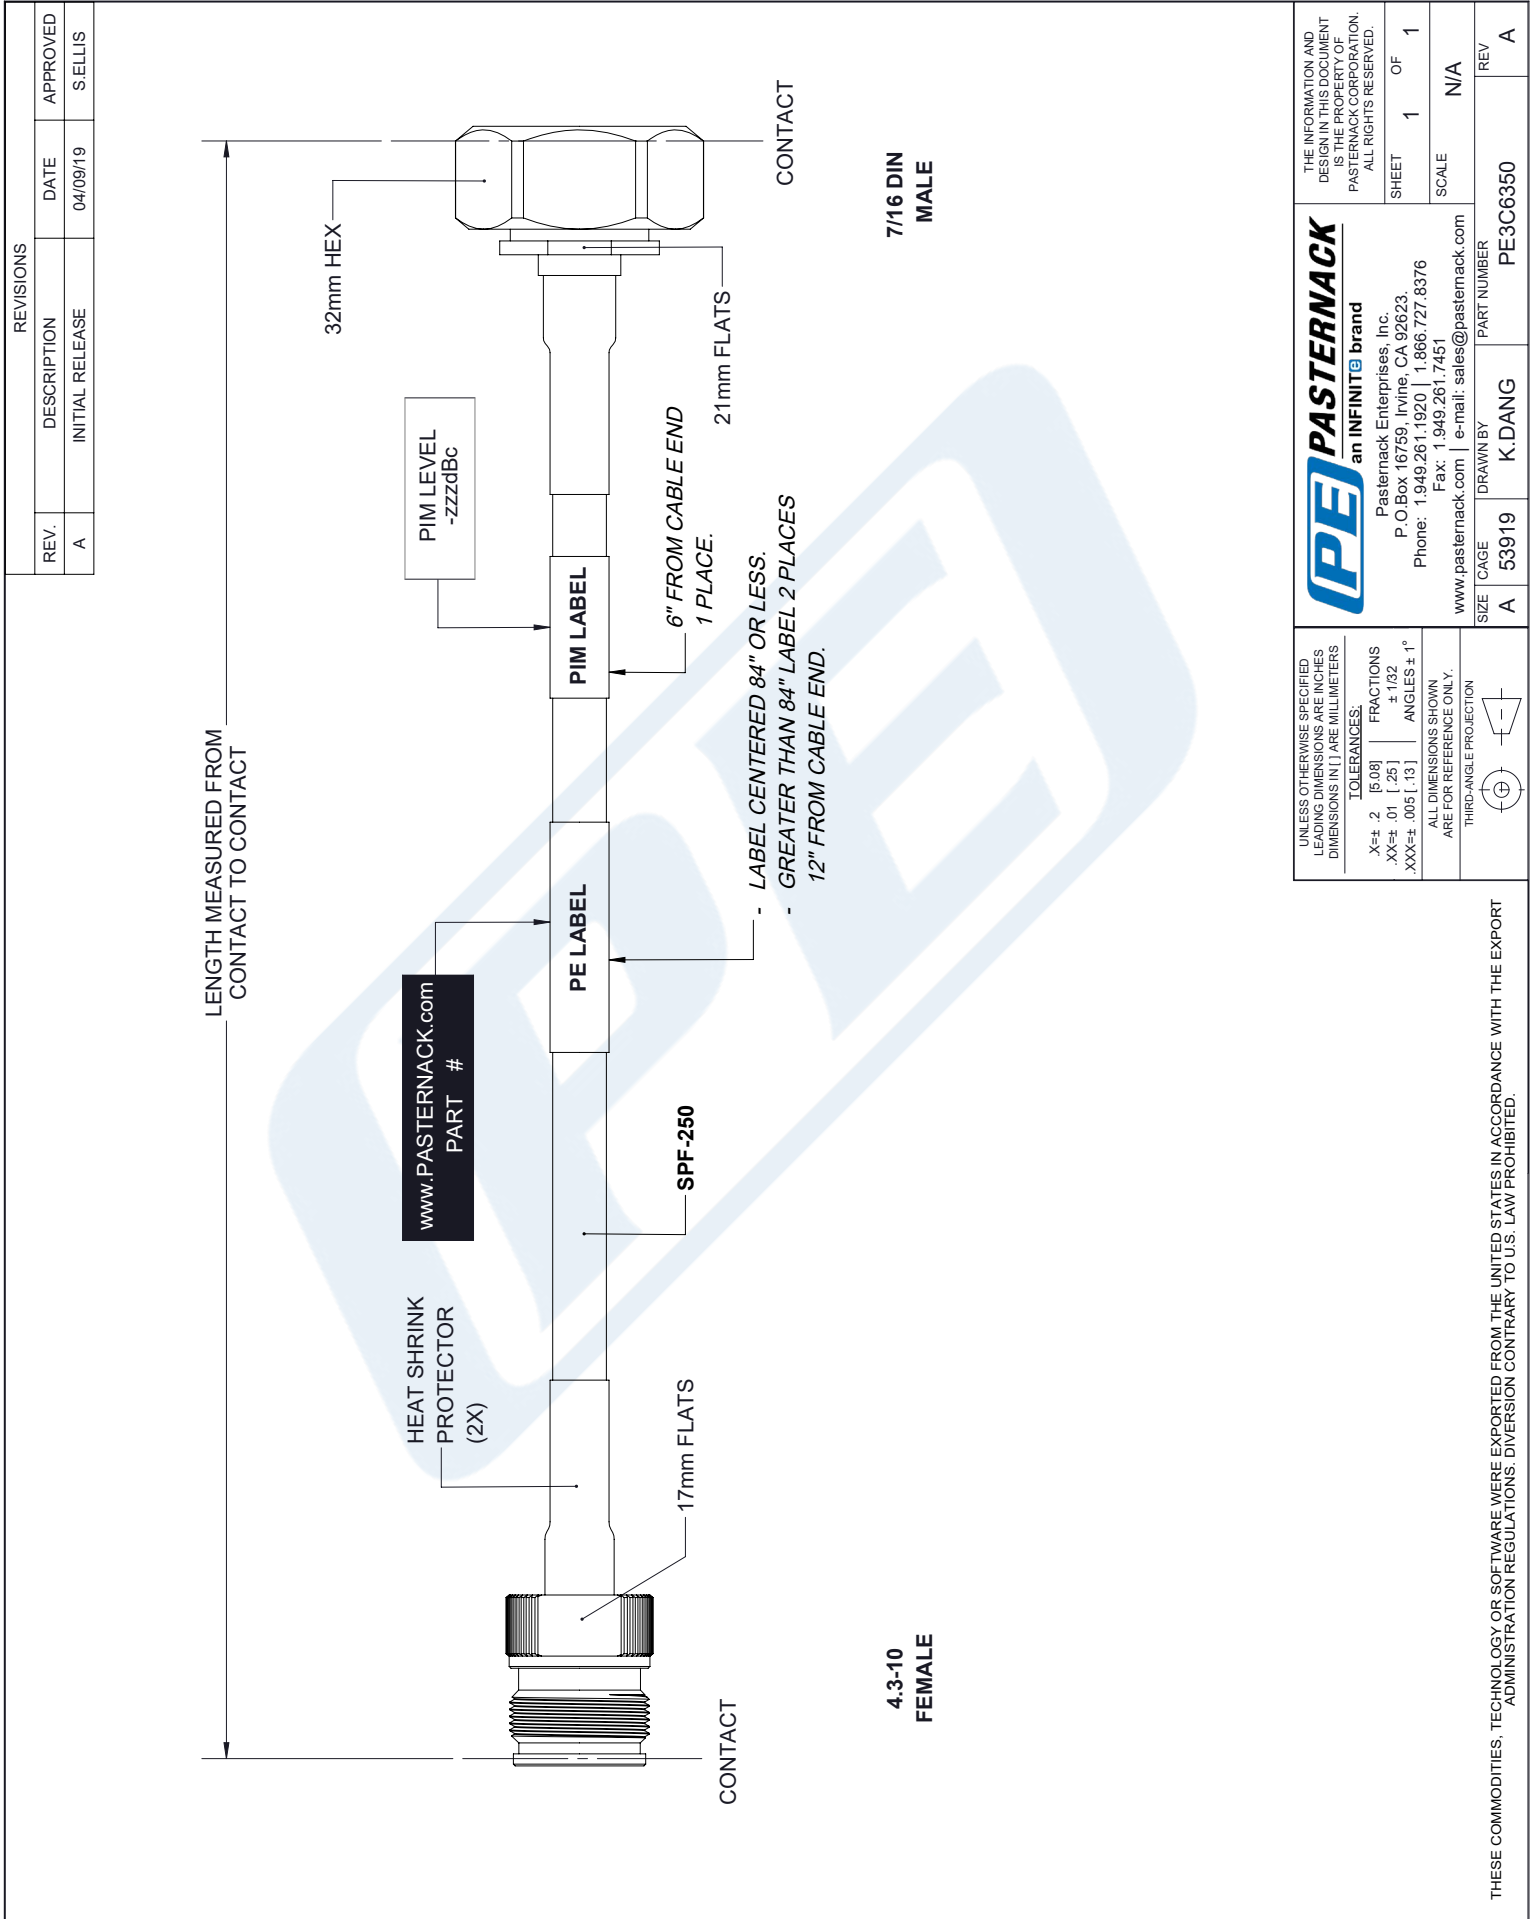 REVISIONS
REV. DESCRIPTION DATE APPROVED
A INITIAL RELEASE 04/09/19 S.ELLIS
LENGTH MEASURED FROM
CONTACT TO CONTACT
32mm HEX
PIM LEVEL
-zzzdBc
www.PASTERNACK.com
PART #
HEAT SHRINK
PROTECTOR
(2X)
PE LABEL
PIM LABEL
17mm FLATS
SPF-250
6" FROM CABLE END
1 PLACE.
21mm FLATS
- LABEL CENTERED 84" OR LESS.
- GREATER THAN 84" LABEL 2 PLACES
12" FROM CABLE END.
CONTACT
CONTACT
4.3-10
FEMALE
7/16 DIN
MALE
PE
UNLESS OTHERWISE SPECIFIED
LEADING DIMENSIONS ARE INCHES
DIMENSIONS IN [ ] ARE MILLIMETERS
TOLERANCES:
.X=± .2 [5.08] FRACTIONS
.XX=± .01 [ .25] ± 1/32
.XXX=± .005 [ .13] ANGLES ± 1°
ALL DIMENSIONS SHOWN
ARE FOR REFERENCE ONLY.
THIRD-ANGLE PROJECTION
PE PASTERNACK
an INFINITe brand
Pasternack Enterprises, Inc.
P.O.Box 16759, Irvine, CA 92623.
Phone: 1.949.261.1920 | 1.866.727.8376
Fax: 1.949.261.7451
www.pasternack.com | e-mail: sales@pasternack.com
THE INFORMATION AND
DESIGN IN THIS DOCUMENT
IS THE PROPERTY OF
PASTERNACK CORPORATION.
ALL RIGHTS RESERVED.
SHEET 1 OF 1
SCALE N/A
SIZE A
CAGE 53919
DRAWN BY K.DANG
PART NUMBER PE3C6350
REV A
THESE COMMODITIES, TECHNOLOGY OR SOFTWARE WERE EXPORTED FROM THE UNITED STATES IN ACCORDANCE WITH THE EXPORT
ADMINISTRATION REGULATIONS. DIVERSION CONTRARY TO U.S. LAW PROHIBITED.